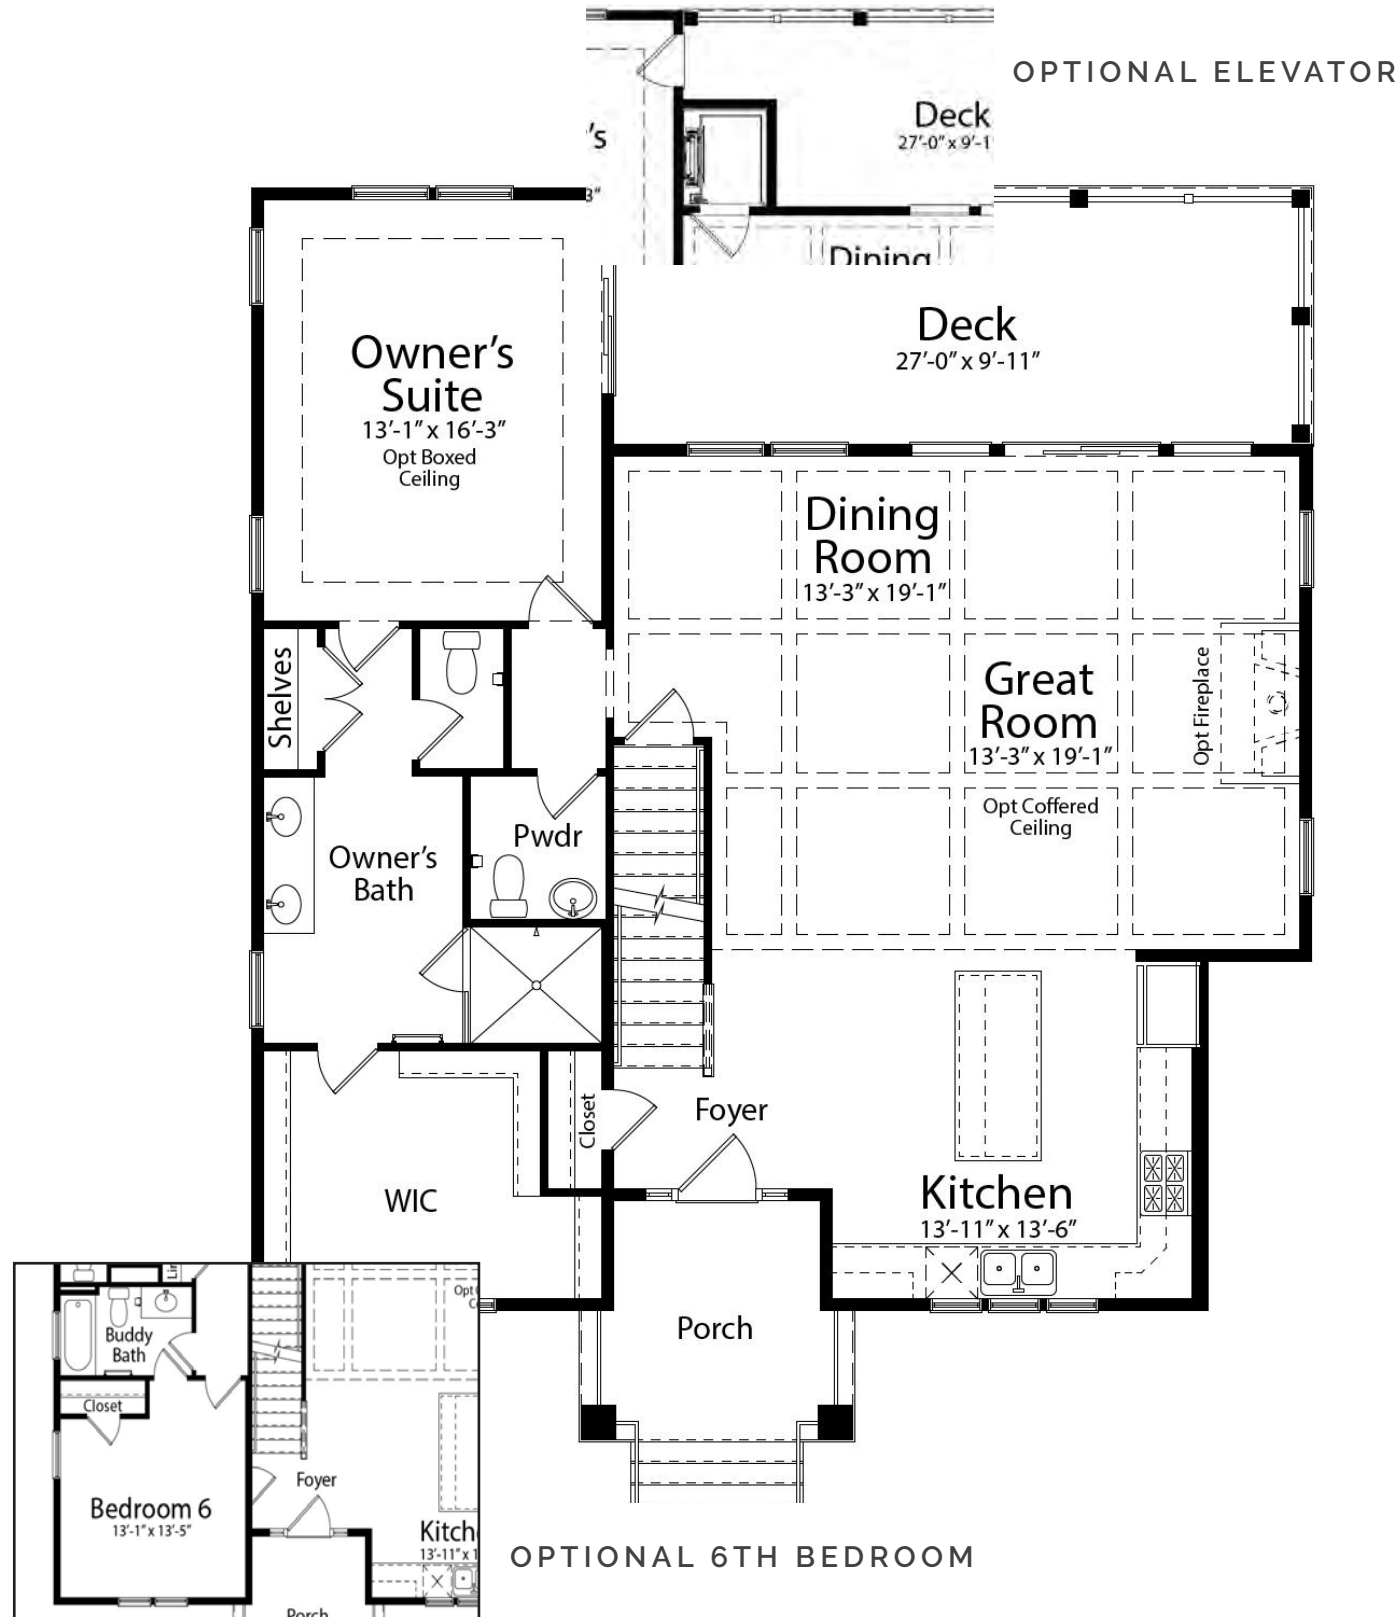 OPTIONAL ELEVATOR
Deck
27'-0" x 9'-1
's
3"
Dining
Deck
27'-0" x 9'-11"
Owner's
Suite
13'-1" x 16'-3"
Opt Boxed
Ceiling
Dining
Room
13'-3" x 19'-1"
Shelves
Great
Room
13'-3" x 19'-1"
Opt Fireplace
Opt Coffered
Ceiling
Pwdr
Owner's
Bath
Closet
Foyer
WIC
Kitchen
13'-11" x 13'-6"
Porch
Lin
Opt
Buddy
Bath
Closet
Foyer
Bedroom 6
13'-1" x 13'-5"
Kitch
13'-11" x 1
Porch
OPTIONAL 6TH BEDROOM